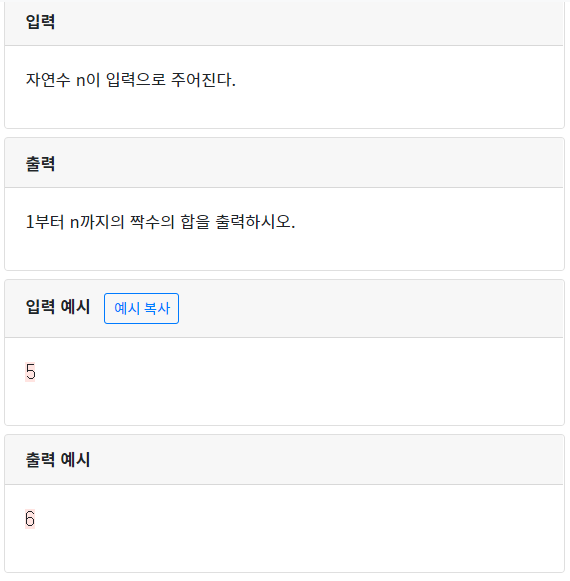 입력
자연수 n이 입력으로 주어진다.
출력
1부터 n까지의 짝수의 합을 출력하시오.
입력 예시 예시 복사
5
출력 예시
6